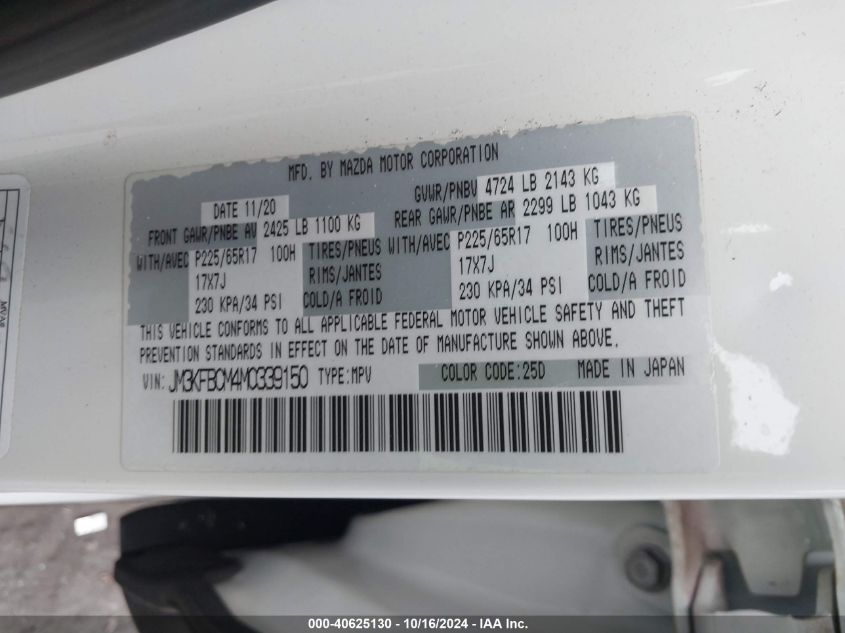 MFD. BY MAZDA MOTOR CORPORATION
DATE 11/20
GVWR/PNBV 4724 LB 2143 KG
FRONT GAWR/PNBE AV 2425 LB 1100 KG
REAR GAWR/PNBE AR 2299 LB 1043 KG
WITH/AVEC P225/65R17 100H TIRES/PNEUS WITH/AVEC P225/65R17 100H TIRES/PNEUS
17X7J RIMS/JANTES 17X7J RIMS/JANTES
230 KPA/34 PSI COLD/A FROID 230 KPA/34 PSI COLD/A FROID
THIS VEHICLE CONFORMS TO ALL APPLICABLE FEDERAL MOTOR VEHICLE SAFETY AND THEFT
PREVENTION STANDARDS IN EFFECT ON THE DATE OF MANUFACTURE SHOWN ABOVE.
VIN: JM3KFBCM4M0339150 TYPE:MPV COLOR CODE:25D MADE IN JAPAN
000-40625130 - 10/16/2024 - IAA Inc.